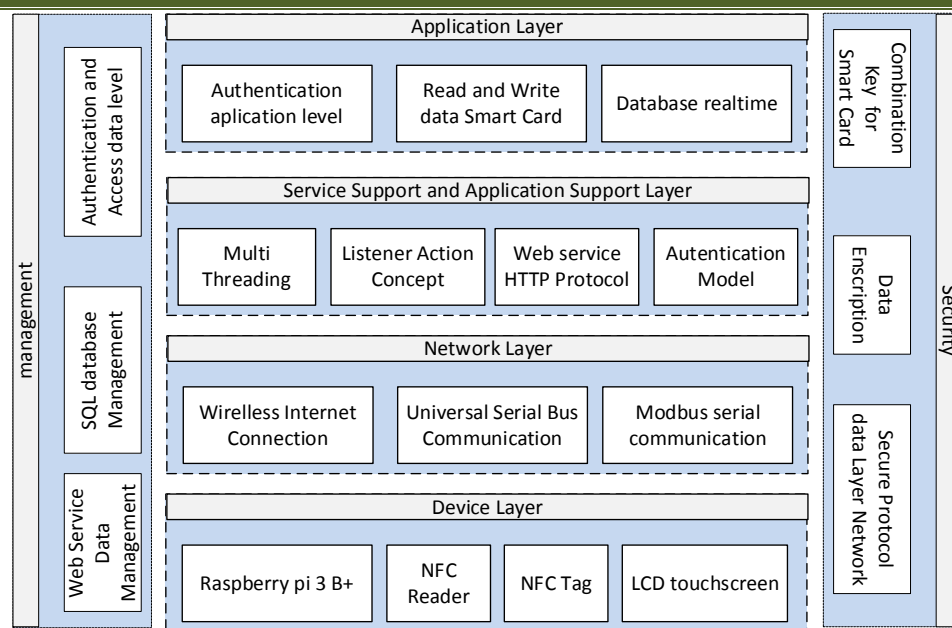 management
Authentication and
Access data level
SQL database
Management
Web Service
Data
Management
Application Layer
Authentication
aplication level
Read and Write
data Smart Card
Database realtime
Service Support and Application Support Layer
Multi
Threading
Listener Action
Concept
Web service
HTTP Protocol
Autentication
Model
Network Layer
Wirelless Internet
Connection
Universal Serial Bus
Communication
Modbus serial
communication
Device Layer
Raspberry pi 3 B+
NFC
Reader
NFC Tag
LCD touchscreen
Combination
Key for
Smart Card
Data
Enscription
Secure Protocol
data Layer Network
Security